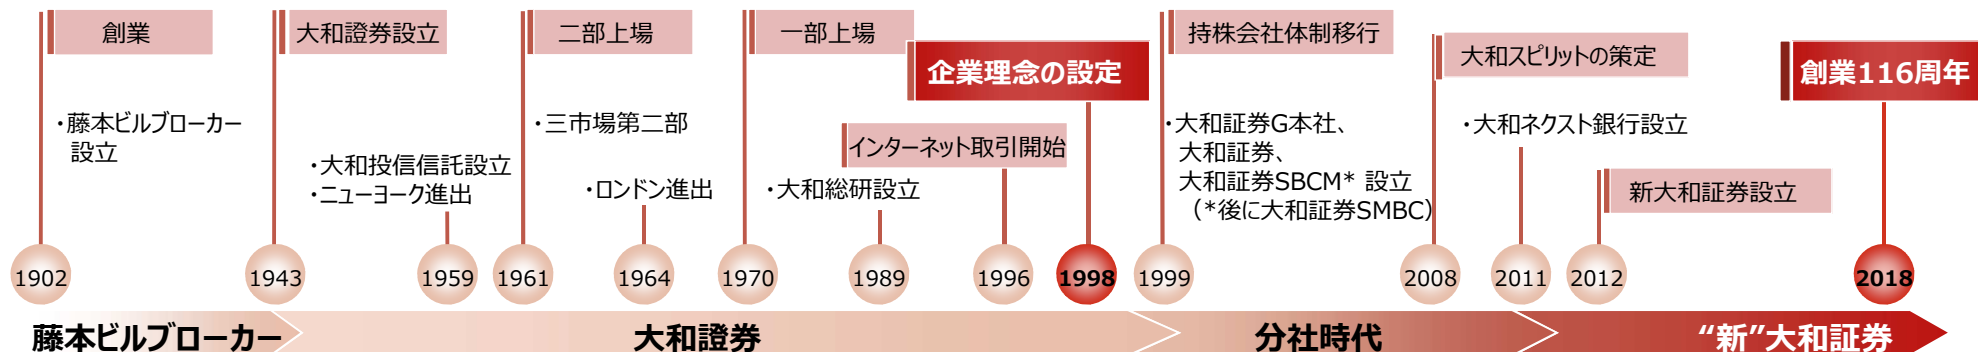 創業
大和證券設立
二部上場
一部上場
企業理念の設定
持株会社体制移行
大和スピリットの策定
創業116周年
・藤本ビルブローカー
設立
・大和投信信託設立
・ニューヨーク進出
・三市場第二部
・ロンドン進出
インターネット取引開始
・大和総研設立
・大和証券G本社、
大和証券、
大和証券SBCM* 設立
(*後に大和証券SMBC)
・大和ネクスト銀行設立
新大和証券設立
1902
1943
1959
1961
1964
1970
1989
1996
1998
1999
2008
2011
2012
2018
藤本ビルブローカー
大和證券
分社時代
“新”大和証券